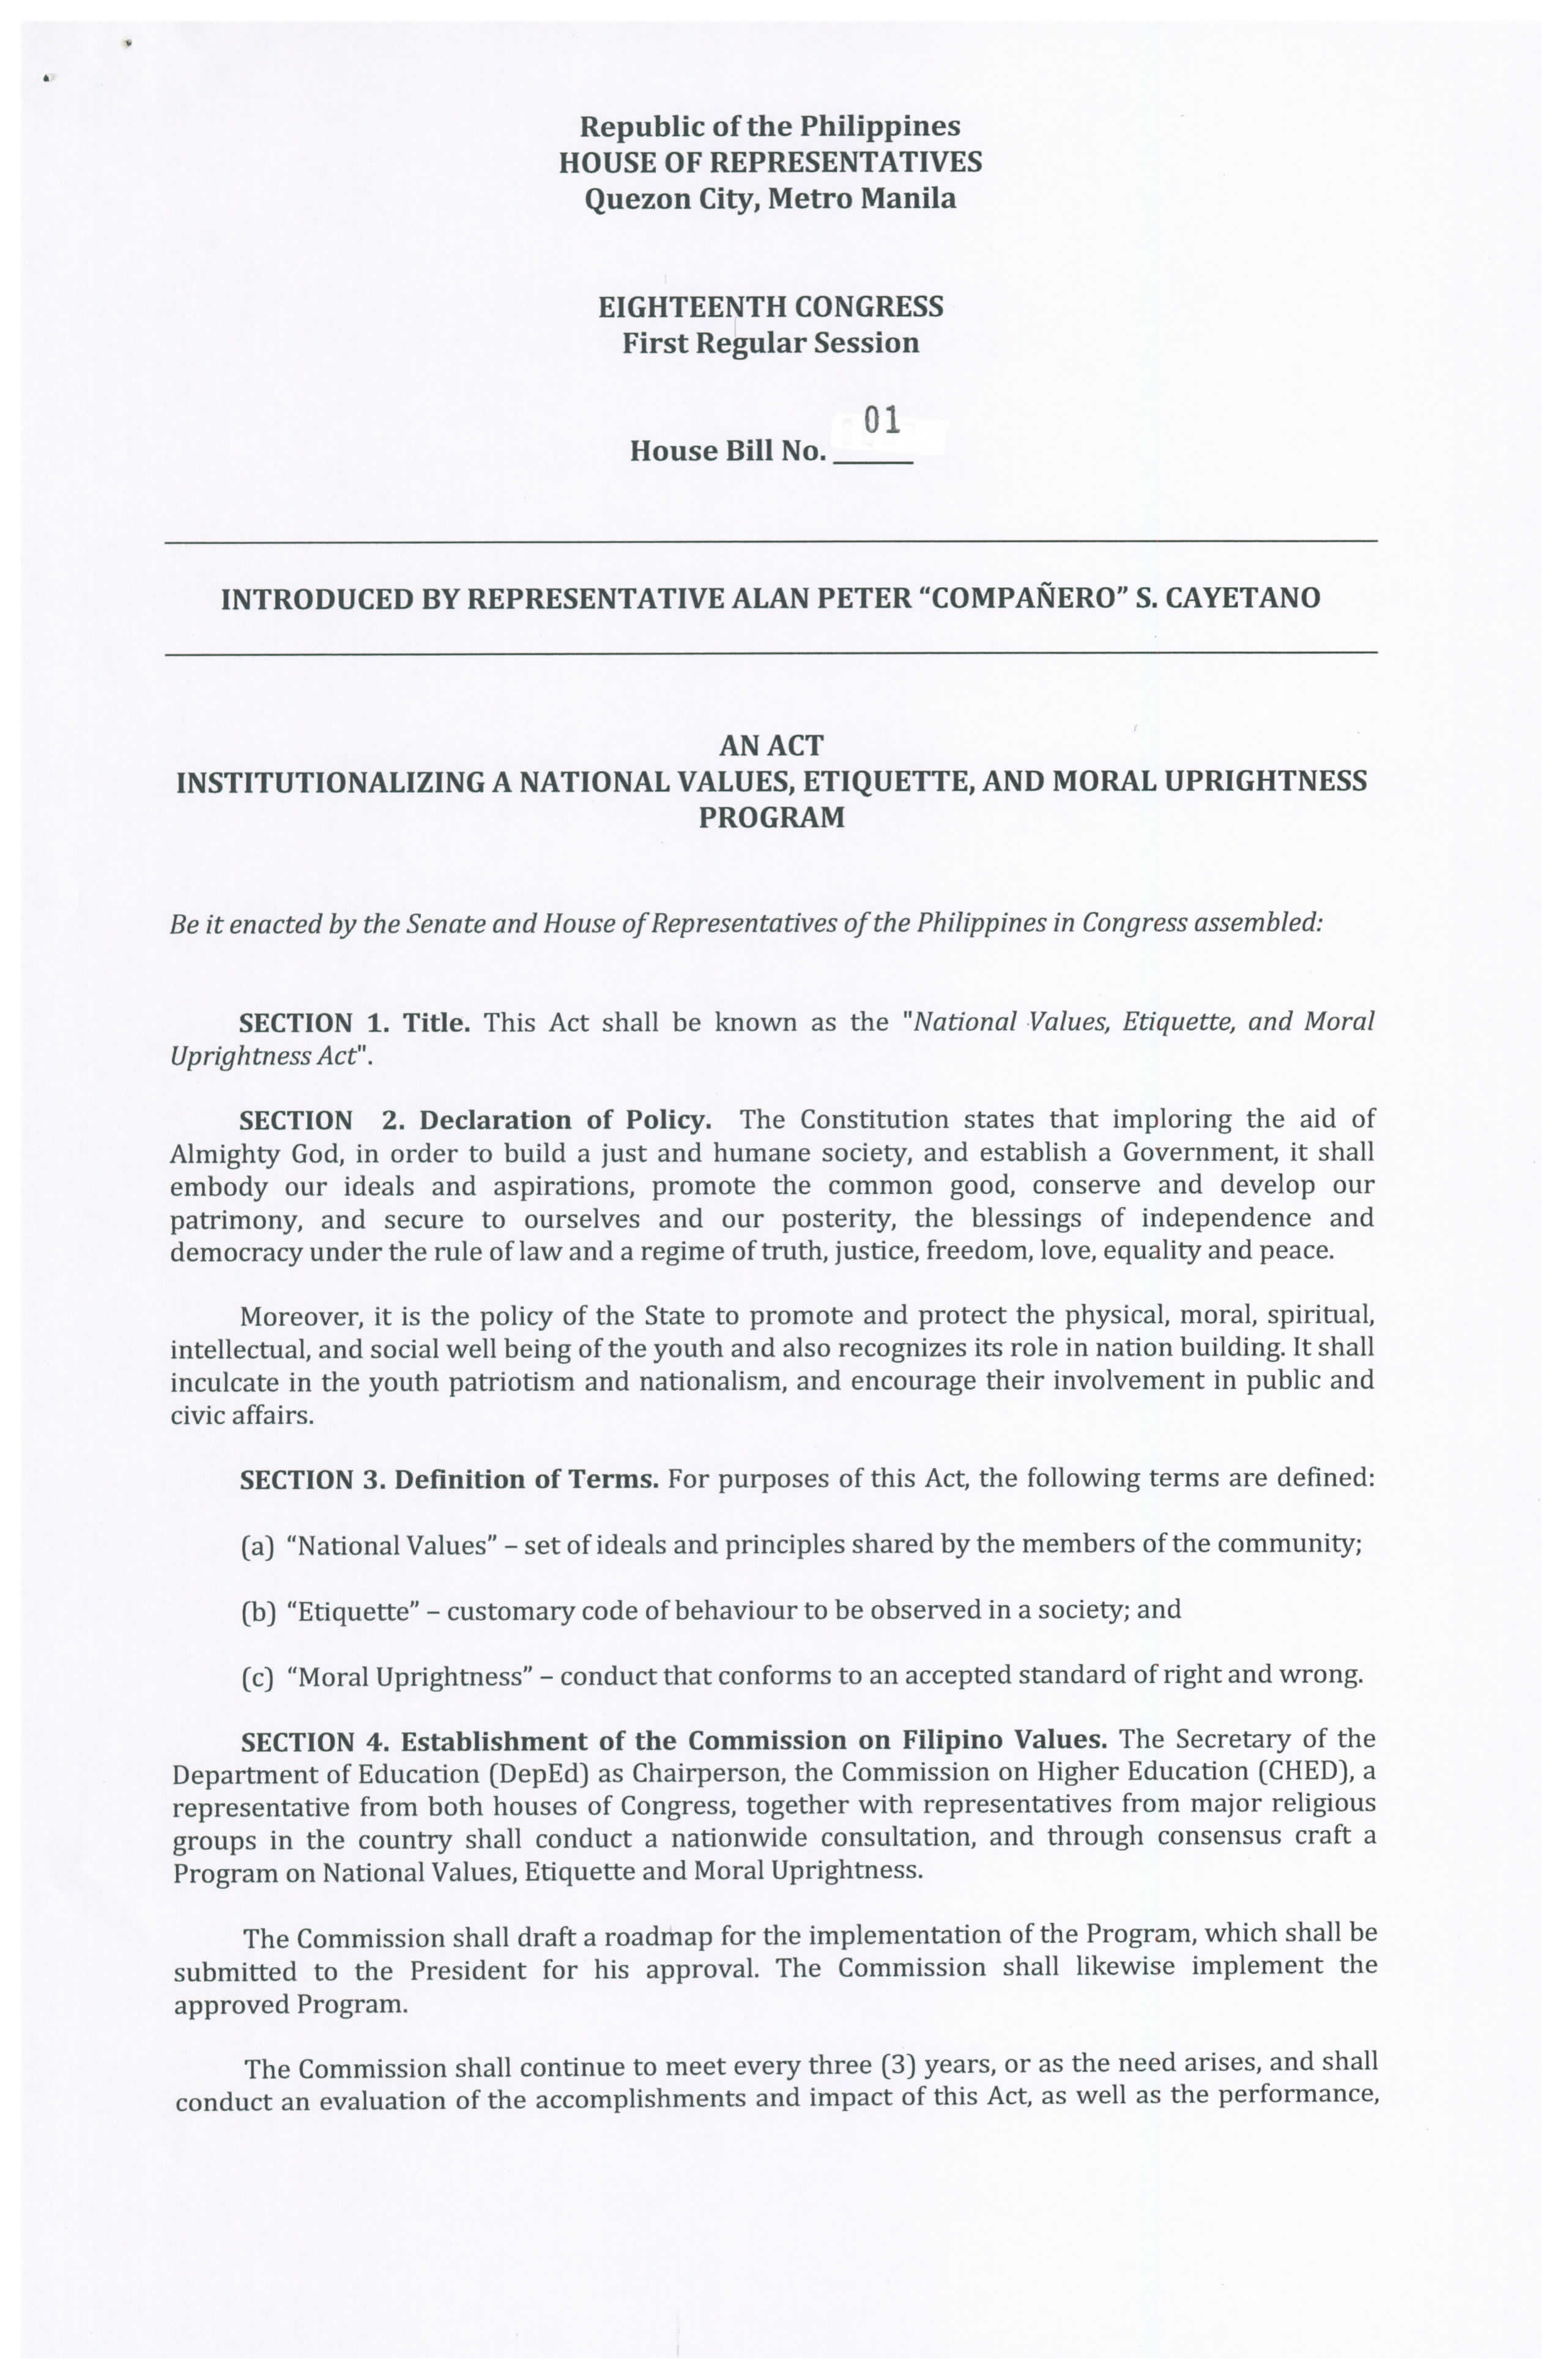 Republic of the Philippines
HOUSE OF REPRESENTATIVES
Quezon City, Metro Manila
EIGHTEENTH CONGRESS
First Regular Session
01
House Bill No. _____
INTRODUCED BY REPRESENTATIVE ALAN PETER “COMPAÑERO” S. CAYETANO
AN ACT
INSTITUTIONALIZING A NATIONAL VALUES, ETIQUETTE, AND MORAL UPRIGHTNESS
PROGRAM
Be it enacted by the Senate and House of Representatives of the Philippines in Congress assembled:
SECTION 1. Title. This Act shall be known as the "National Values, Etiquette, and Moral
Uprightness Act".
SECTION 2. Declaration of Policy. The Constitution states that imploring the aid of
Almighty God, in order to build a just and humane society, and establish a Government, it shall
embody our ideals and aspirations, promote the common good, conserve and develop our
patrimony, and secure to ourselves and our posterity, the blessings of independence and
democracy under the rule of law and a regime of truth, justice, freedom, love, equality and peace.
Moreover, it is the policy of the State to promote and protect the physical, moral, spiritual,
intellectual, and social well being of the youth and also recognizes its role in nation building. It shall
inculcate in the youth patriotism and nationalism, and encourage their involvement in public and
civic affairs.
SECTION 3. Definition of Terms. For purposes of this Act, the following terms are defined:
(a) “National Values” – set of ideals and principles shared by the members of the community;
(b) “Etiquette” – customary code of behaviour to be observed in a society; and
(c) “Moral Uprightness” – conduct that conforms to an accepted standard of right and wrong.
SECTION 4. Establishment of the Commission on Filipino Values. The Secretary of the
Department of Education (DepEd) as Chairperson, the Commission on Higher Education (CHED), a
representative from both houses of Congress, together with representatives from major religious
groups in the country shall conduct a nationwide consultation, and through consensus craft a
Program on National Values, Etiquette and Moral Uprightness.
The Commission shall draft a roadmap for the implementation of the Program, which shall be
submitted to the President for his approval. The Commission shall likewise implement the
approved Program.
The Commission shall continue to meet every three (3) years, or as the need arises, and shall
conduct an evaluation of the accomplishments and impact of this Act, as well as the performance,